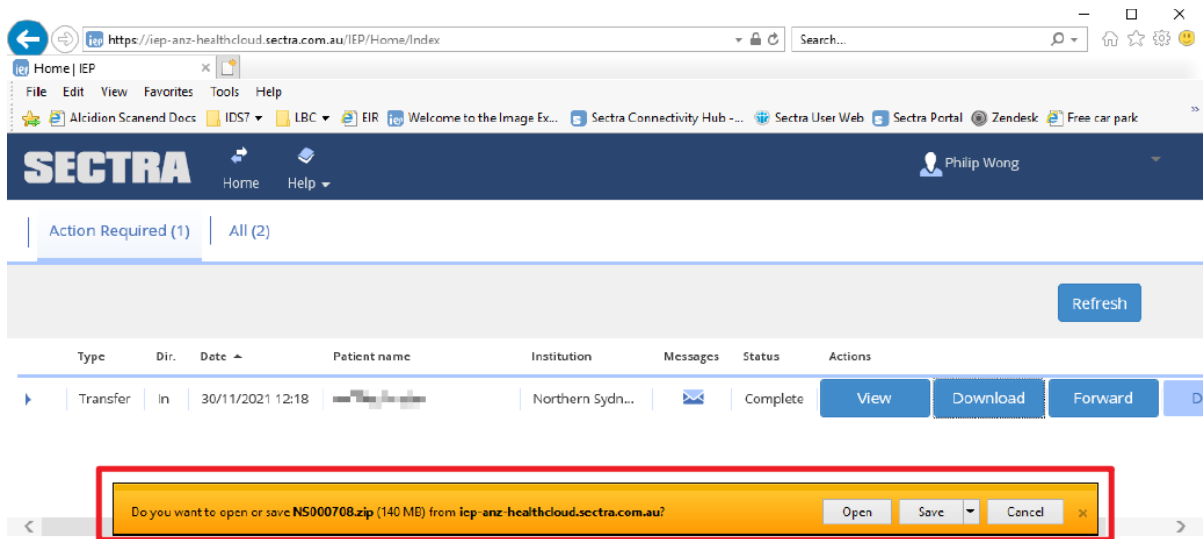 https://iep-anz-healthcloud.sectra.com.au/IEP/Home/Index Search...
Home | IEP
File Edit View Favorites Tools Help
Alcidion Scanend Docs IDS7 LBC EIR Welcome to the Image Ex... Sectra Connectivity Hub -... Sectra User Web Sectra Portal Zendesk Free car park
SECTRA Home Help Philip Wong
Action Required (1) All (2)
Refresh
Type Dir. Date Patient name Institution Messages Status Actions
Transfer In 30/11/2021 12:18 Northern Sydn... Complete View Download Forward D
Do you want to open or save NS000708.zip (140 MB) from iep-anz-healthcloud.sectra.com.au? Open Save Cancel